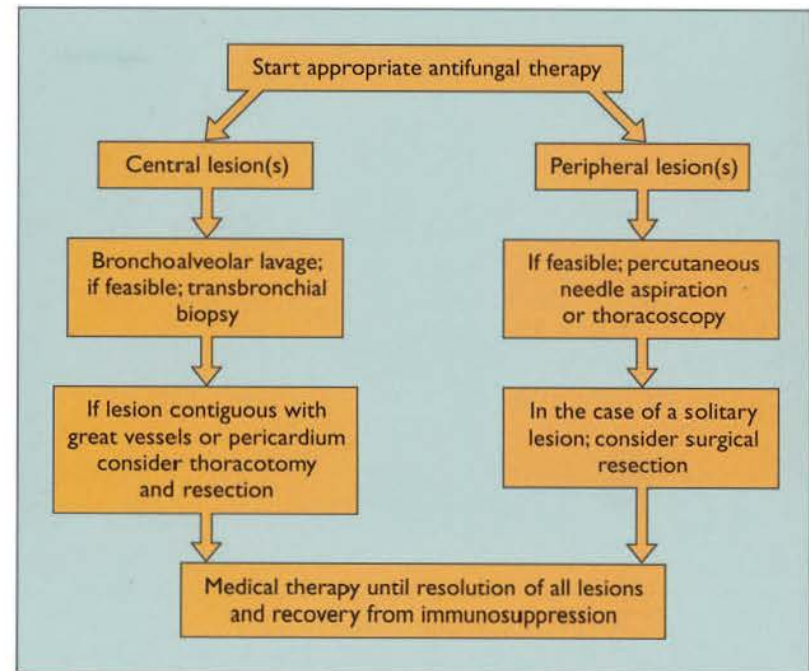 Start appropriate antifungal therapy
Central lesion(s)
Peripheral lesion(s)
Bronchoalveolar lavage;
if feasible; transbronchial
biopsy
If feasible; percutaneous
needle aspiration
or thoracoscopy
If lesion contiguous with
great vessels or pericardium
consider thoracotomy
and resection
In the case of a solitary
lesion; consider surgical
resection
Medical therapy until resolution of all lesions
and recovery from immunosuppression